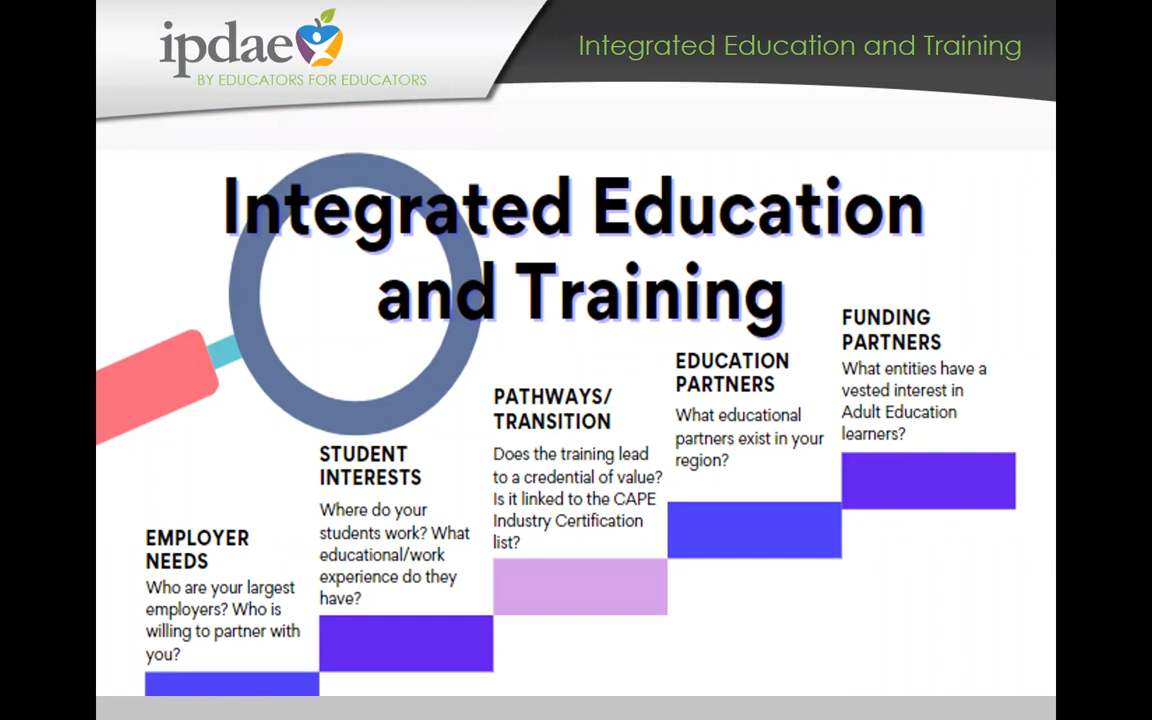 ipdae
BY EDUCATORS FOR EDUCATORS
Integrated Education and Training
Integrated Education
and Training
EMPLOYER
NEEDS
Who are your largest
employers? Who is
willing to partner with
you?
STUDENT
INTERESTS
Where do your
students work? What
educational/work
experience do they
have?
PATHWAYS/
TRANSITION
Does the training lead
to a credential of value?
Is it linked to the CAPE
Industry Certification
list?
EDUCATION
PARTNERS
What educational
partners exist in your
region?
FUNDING
PARTNERS
What entities have a
vested interest in
Adult Education
learners?